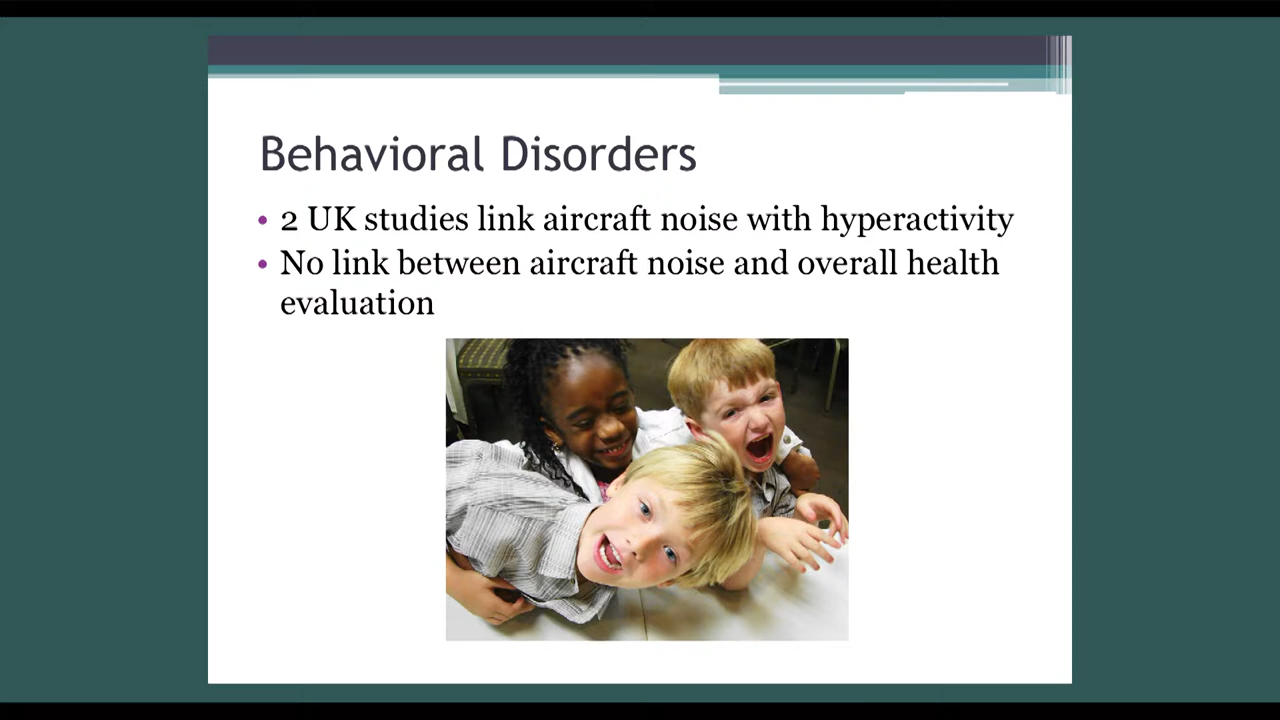 Behavioral Disorders
• 2 UK studies link aircraft noise with hyperactivity
• No link between aircraft noise and overall health
evaluation